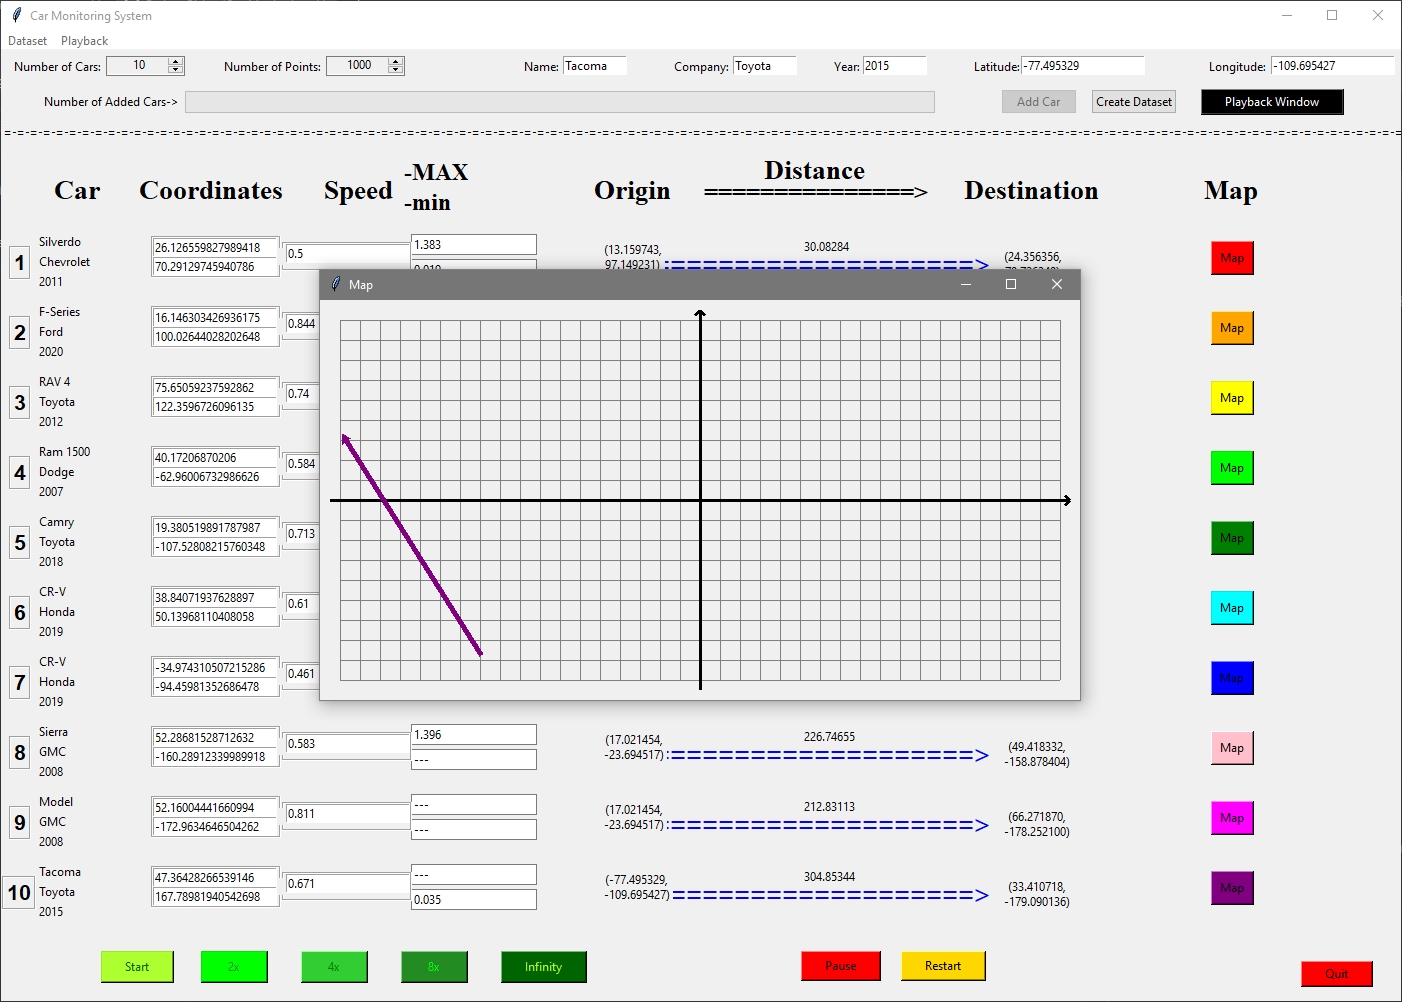 Car Monitoring System
Dataset Playback
Number of Cars: 10 Number of Points: 1000 Name: Tacoma Company: Toyota Year: 2015 Latitude: -77.495329 Longitude: -109.695427
Number of Added Cars-> Add Car Create Dataset Playback Window
Car Coordinates Speed -MAX -min Origin Distance ===============> Destination Map
1
Silverdo
Chevrolet
2011
26.126559827989418
70.29129745940786
0.5
1.383
(13.159743,
97.149231)
30.08284
(24.356356,
Map
2
F-Series
Ford
2020
16.146303426936175
100.02644028202648
0.844
Map
3
RAV 4
Toyota
2012
75.65059237592862
122.3596726096135
0.74
Map
4
Ram 1500
Dodge
2007
40.17206870206
-62.96006732986626
0.584
Map
5
Camry
Toyota
2018
19.380519891787987
-107.52808215760348
0.713
Map
6
CR-V
Honda
2019
38.84071937628897
50.13968110408058
0.61
Map
7
CR-V
Honda
2019
-34.974310507215286
-94.45981352686478
0.461
Map
8
Sierra
GMC
2008
52.28681528712632
-160.28912339989918
0.583
1.396
---
(17.021454,
-23.694517)
226.74655
(49.418332,
-158.878404)
Map
9
Model
GMC
2008
52.16004441660994
-172.9634646504262
0.811
---
---
(17.021454,
-23.694517)
212.83113
(66.271870,
-178.252100)
Map
10
Tacoma
Toyota
2015
47.36428266539146
167.78981940542698
0.671
---
0.035
(-77.495329,
-109.695427)
304.85344
(33.410718,
-179.090136)
Map
Map
Start 2x 4x 8x Infinity Pause Restart Quit